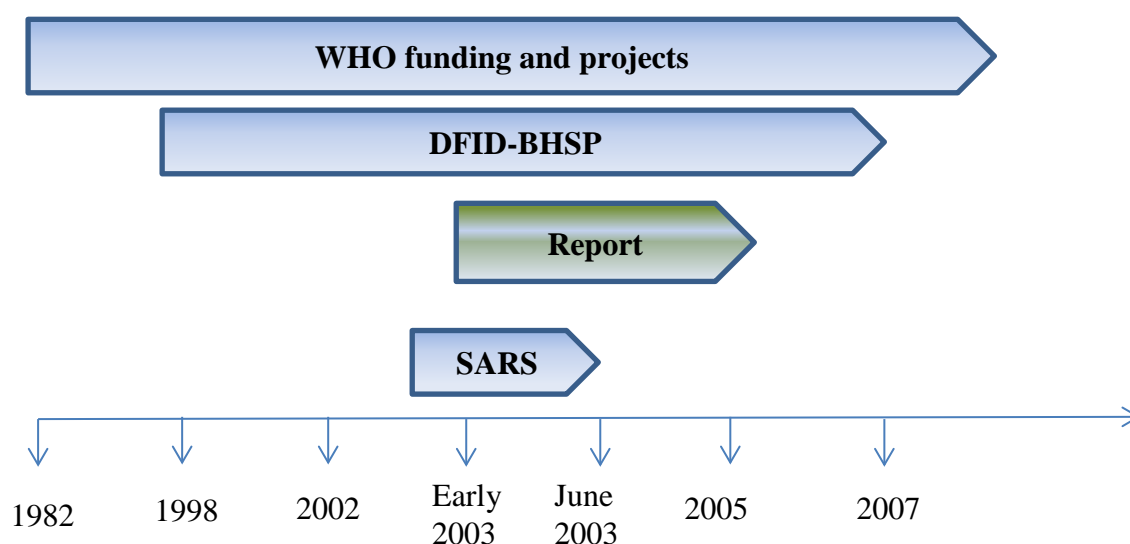 WHO funding and projects
DFID-BHSP
Report
SARS
1982
1998
2002
Early
2003
June
2003
2005
2007